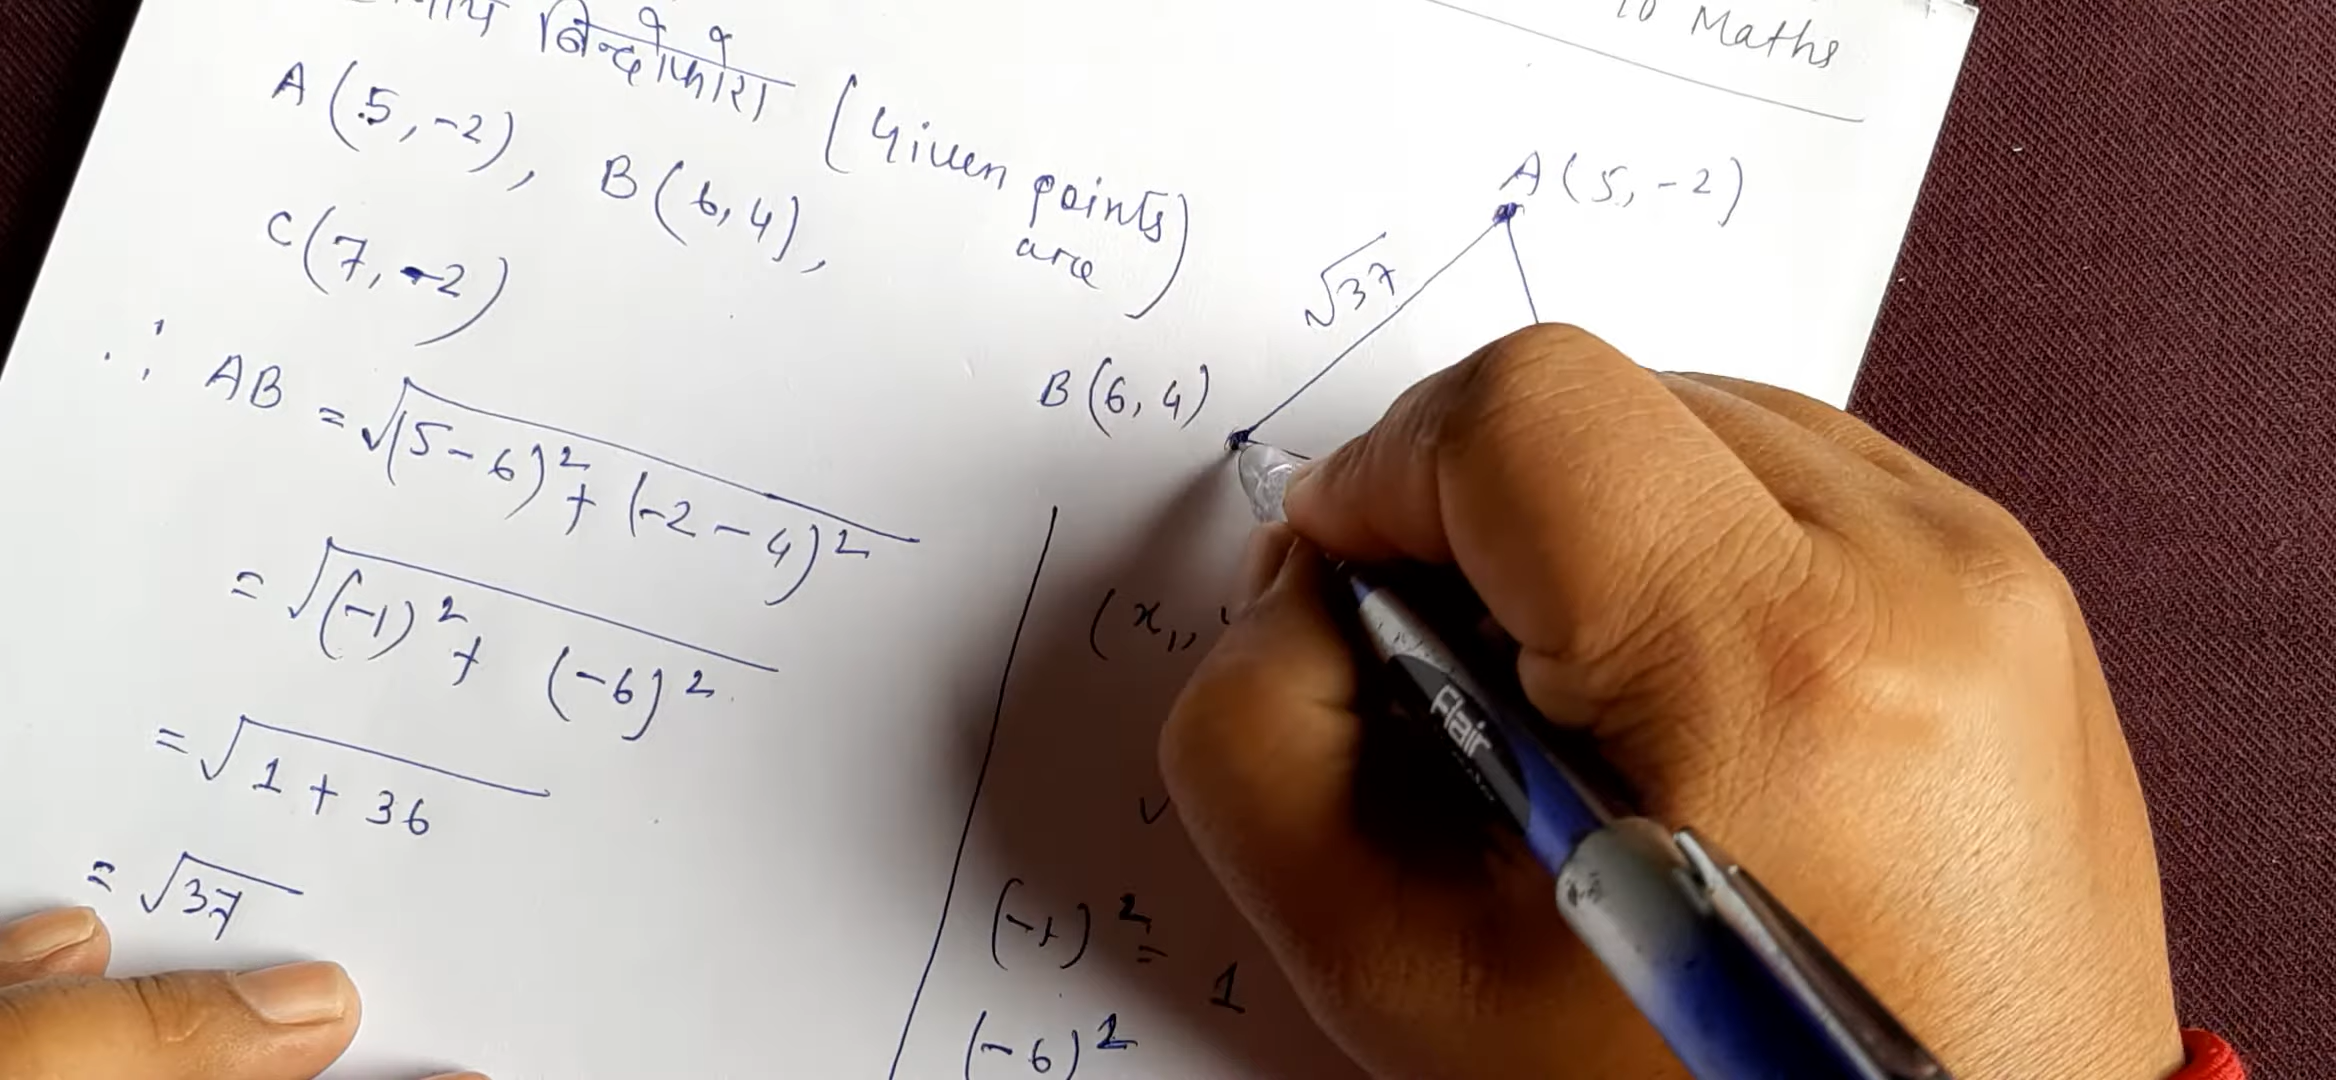 (Given points are)
A(5,-2), B(6,4),
C(7,-2)
∴ AB = √(5-6)² + (-2-4)²
= √(-1)² + (-6)²
= √1 + 36
= √37
10 Maths
A(5,-2)
√37
B(6,4)
(x₁,
(-1)² = 1
(-6)²
Flair